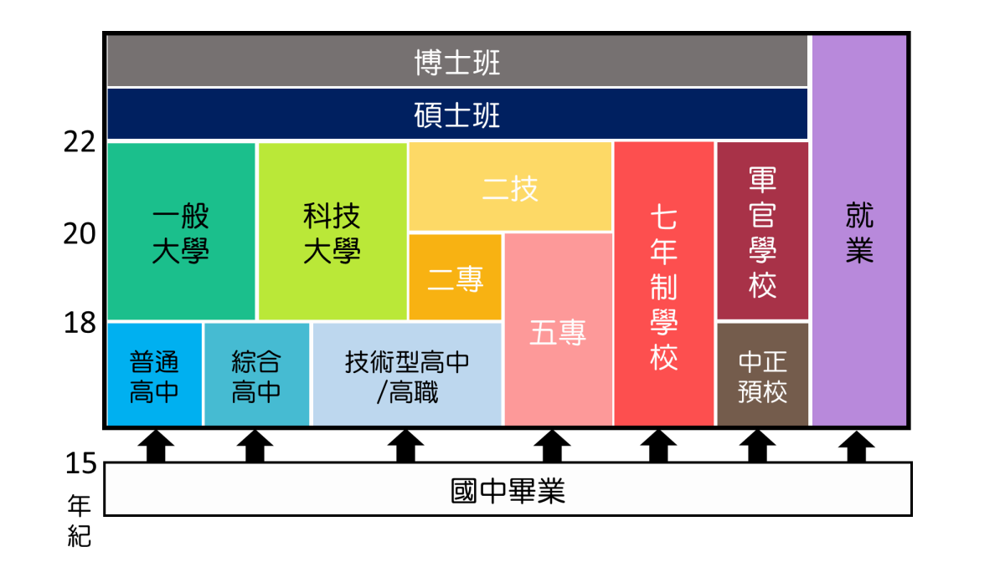 博士班
碩士班
22
一般
大學
科技
大學
二技
七年制學校
軍官學校
就業
20
二專
五專
18
普通
高中
綜合
高中
技術型高中
/高職
中正
預校
15
年紀
國中畢業